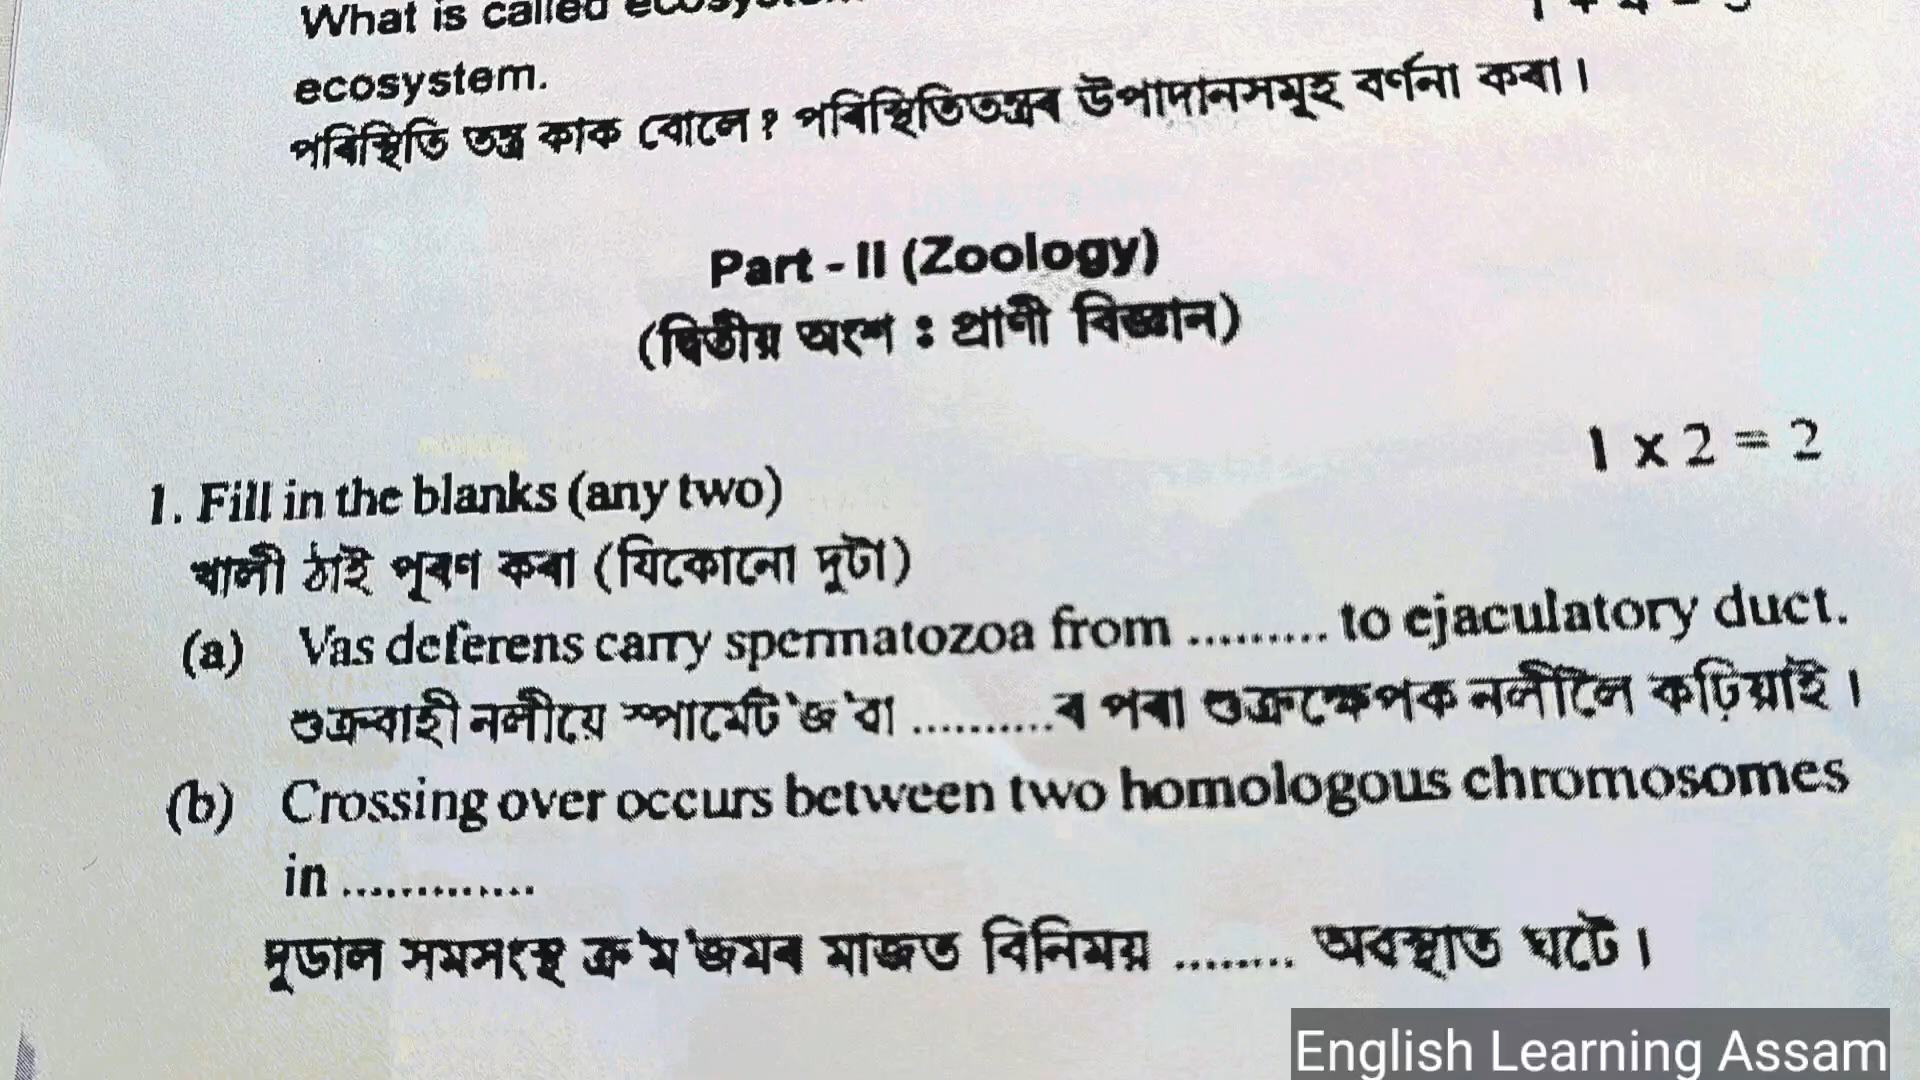 What is called
ecosystem.
পৰিস্থিতি তন্ত্ৰ কাক বোলে? পৰিস্থিতিতন্ত্ৰৰ উপাদানসমূহ বৰ্ণনা কৰা।
Part - II (Zoology)
(দ্বিতীয় অংশ : প্ৰাণী বিজ্ঞান)
1 x 2 = 2
1. Fill in the blanks (any two)
খালী ঠাই পূৰণ কৰা (যিকোনো দুটা)
(a) Vas deferens carry spermatozoa from ......... to ejaculatory duct.
শুক্ৰবাহী নলীয়ে স্পাৰ্মেট'জ'ৱা ..........ৰ পৰা শুক্ৰক্ষেপক নলীলৈ কঢ়িয়াই।
(b) Crossing over occurs between two homologous chromosomes
in .............
দুডাল সমসংস্থ ক্ৰ'ম'জমৰ মাজত বিনিময় ........ অবস্থাত ঘটে।
English Learning Assam